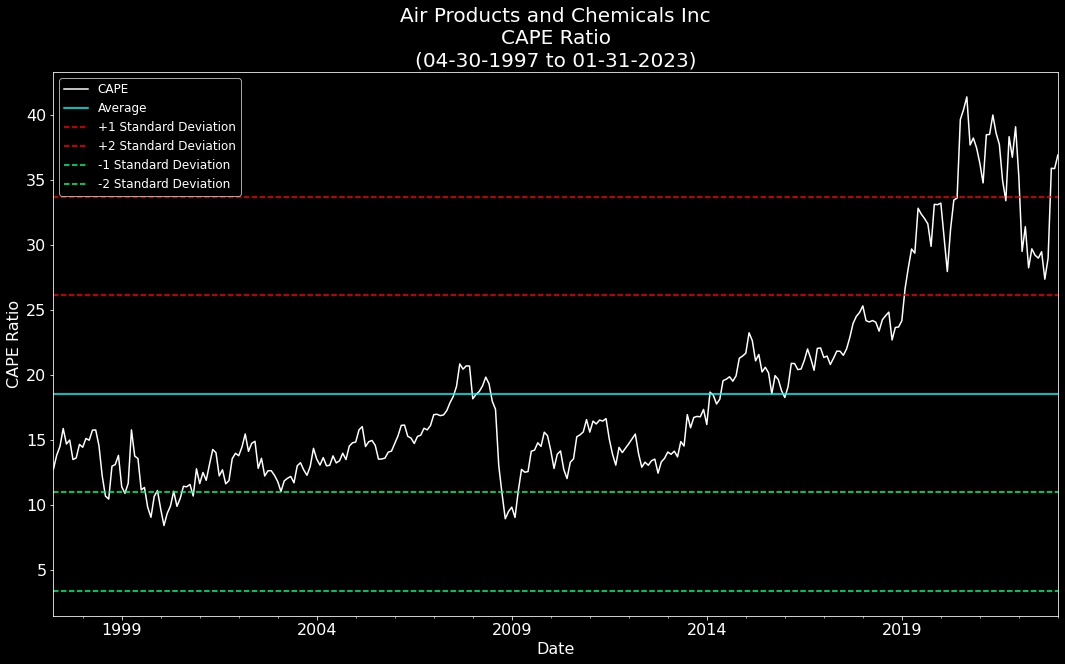 Air Products and Chemicals Inc
CAPE Ratio
(04-30-1997 to 01-31-2023)
CAPE
Average
+1 Standard Deviation
+2 Standard Deviation
-1 Standard Deviation
-2 Standard Deviation
40
35
30
25
20
15
10
5
CAPE Ratio
1999
2004
2009
2014
2019
Date